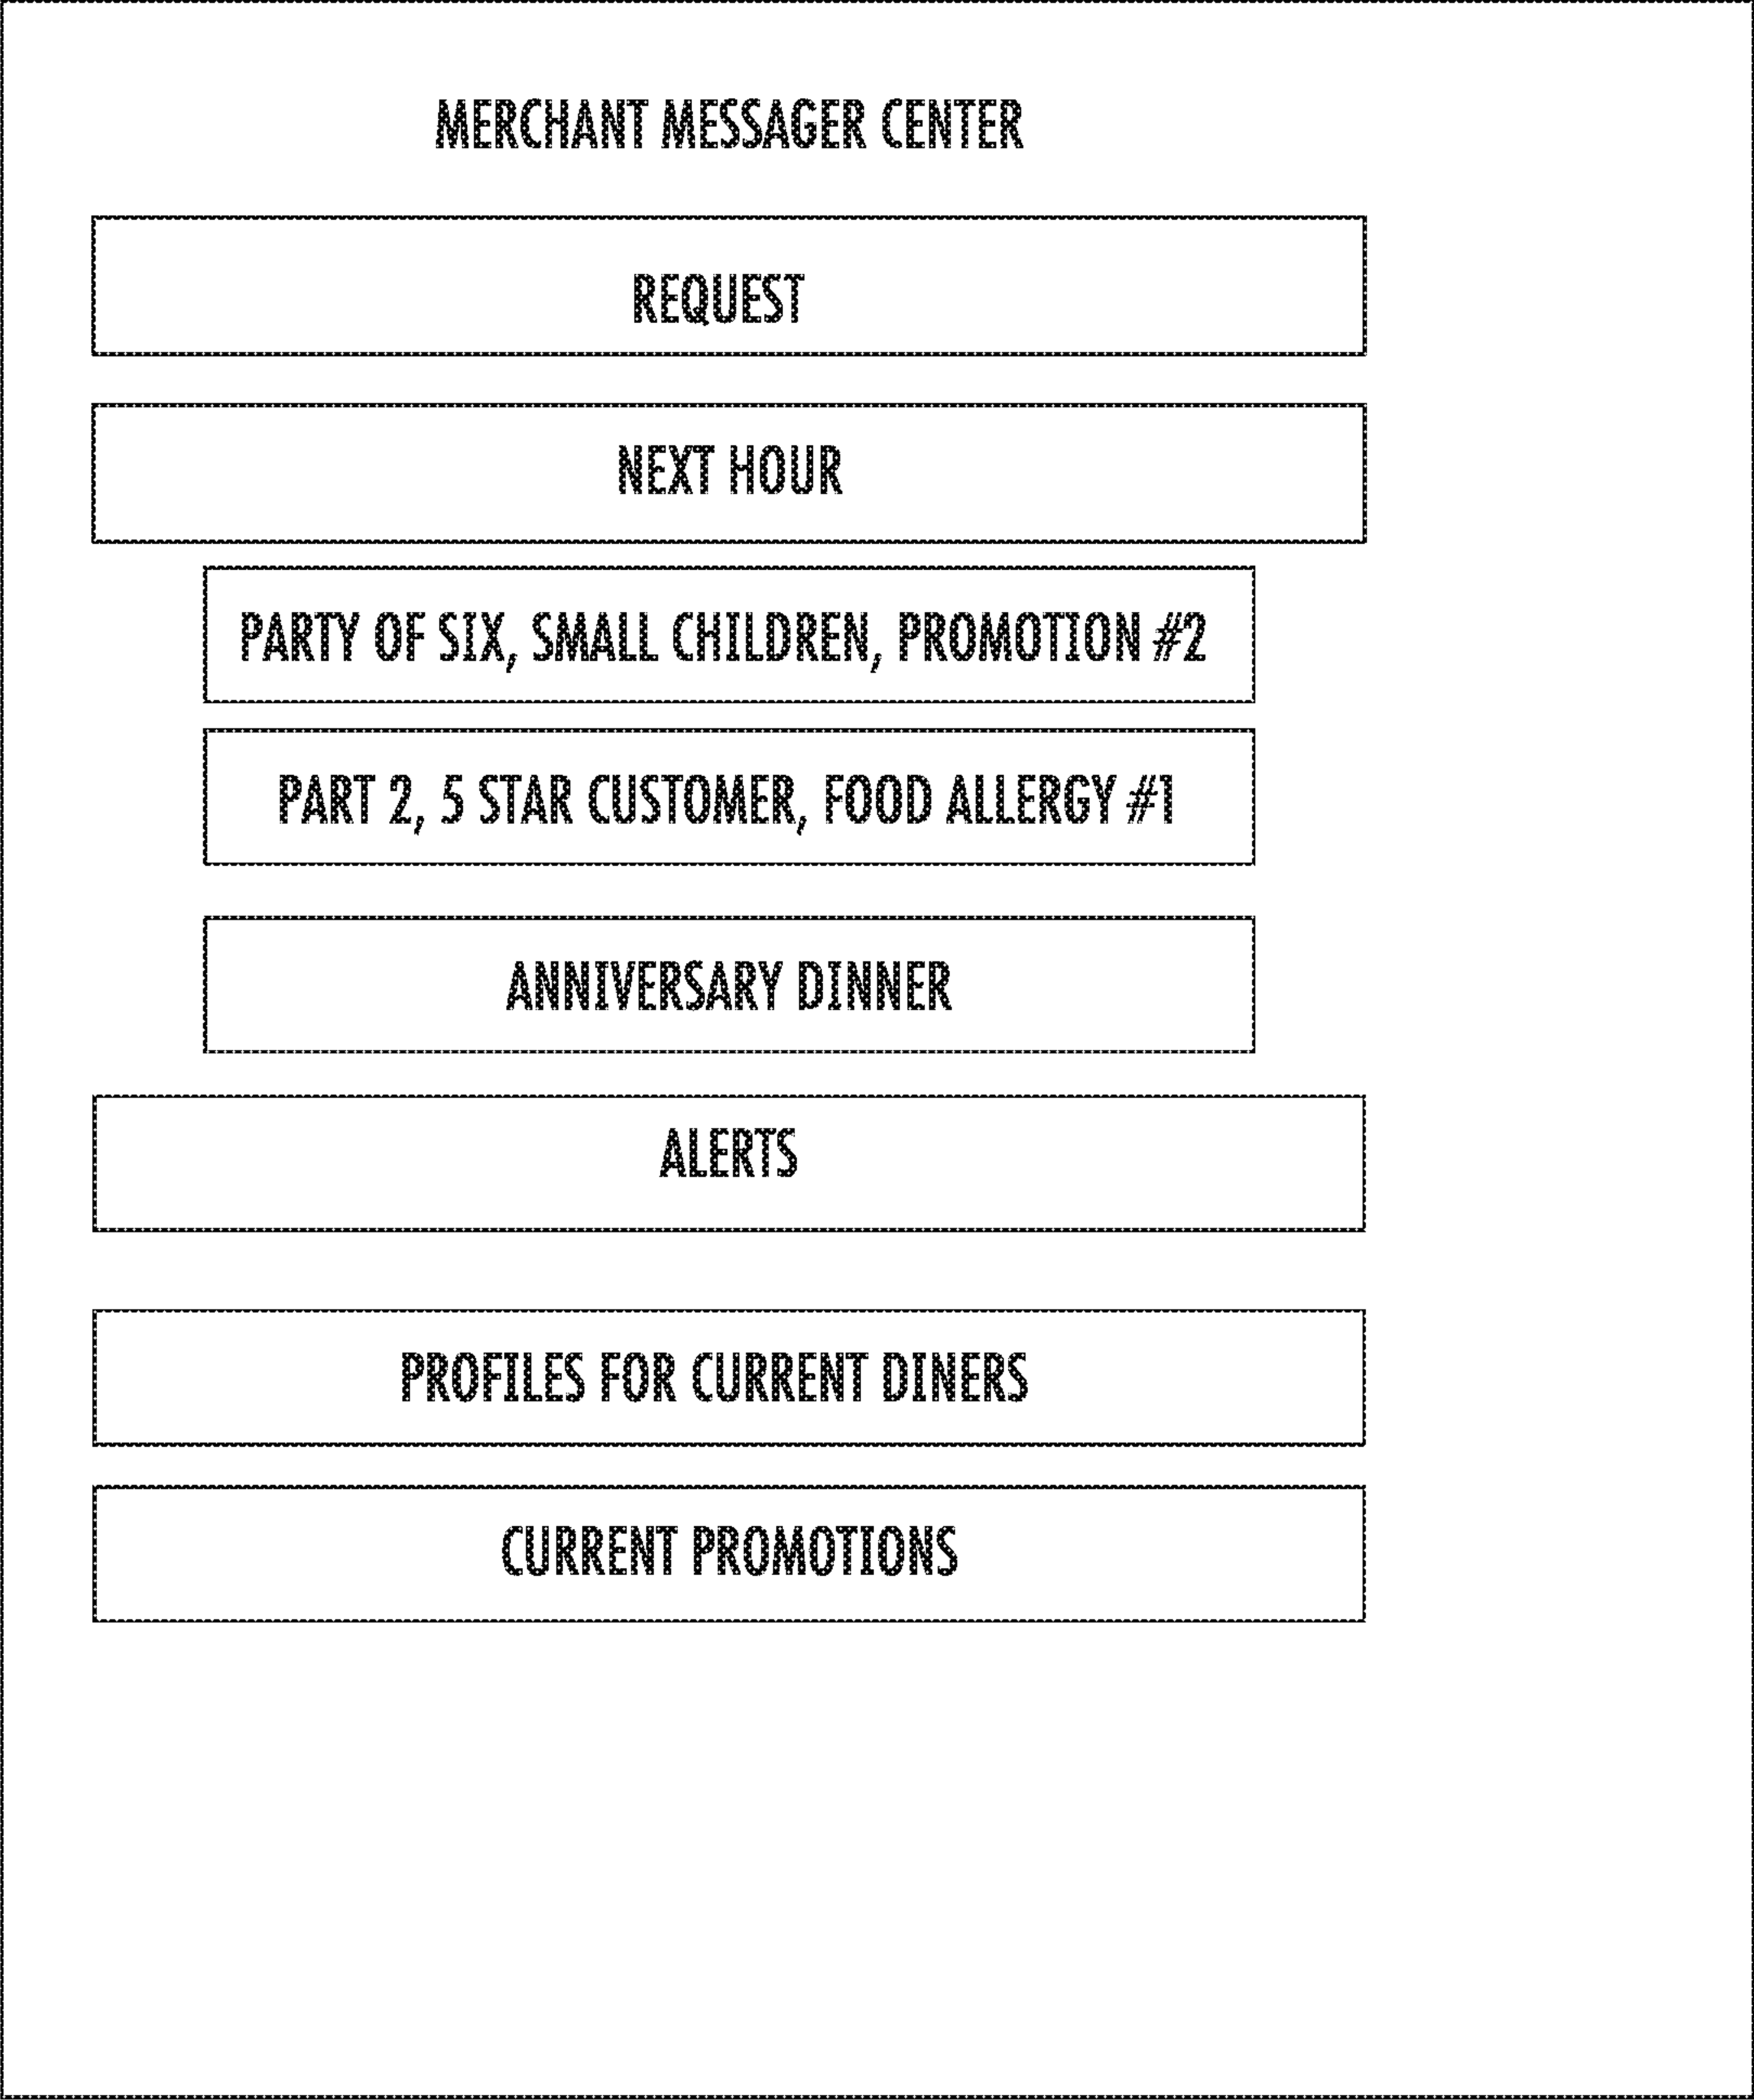 MERCHANT MESSAGER CENTER
REQUEST
NEXT HOUR
PARTY OF SIX, SMALL CHILDREN, PROMOTION #2
PART 2, 5 STAR CUSTOMER, FOOD ALLERGY #1
ANNIVERSARY DINNER
ALERTS
PROFILES FOR CURRENT DINERS
CURRENT PROMOTIONS